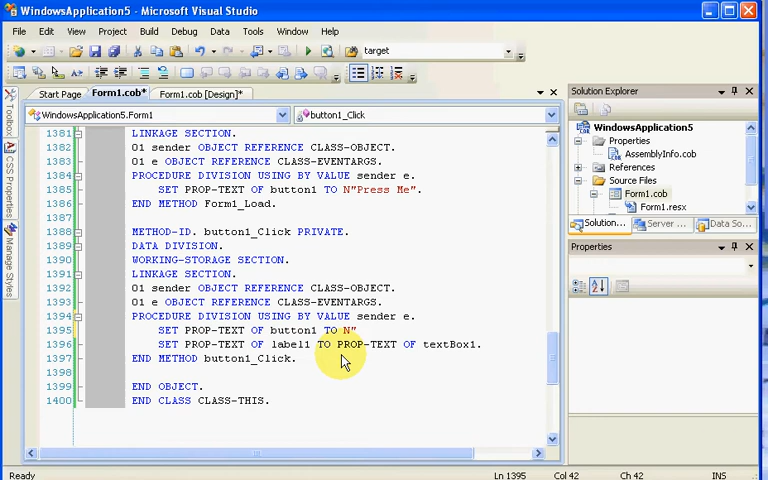 WindowsApplication5 - Microsoft Visual Studio
File Edit View Project Build Debug Data Tools Window Help
target
Start Page Form1.cob* Form1.cob [Design]*
WindowsApplication5.Form1 button1_Click
1381 LINKAGE SECTION.
1382 01 sender OBJECT REFERENCE CLASS-OBJECT.
1383 01 e OBJECT REFERENCE CLASS-EVENTARGS.
1384 PROCEDURE DIVISION USING BY VALUE sender e.
1385 SET PROP-TEXT OF button1 TO N"Press Me".
1386 END METHOD Form1_Load.
1387
1388 METHOD-ID. button1_Click PRIVATE.
1389 DATA DIVISION.
1390 WORKING-STORAGE SECTION.
1391 LINKAGE SECTION.
1392 01 sender OBJECT REFERENCE CLASS-OBJECT.
1393 01 e OBJECT REFERENCE CLASS-EVENTARGS.
1394 PROCEDURE DIVISION USING BY VALUE sender e.
1395 SET PROP-TEXT OF button1 TO N"
1396 SET PROP-TEXT OF label1 TO PROP-TEXT OF textBox1.
1397 END METHOD button1_Click.
1398
1399 END OBJECT.
1400 END CLASS CLASS-THIS.
Toolbox
CSS Properties
Manage Styles
Solution Explorer
WindowsApplication5
Properties
AssemblyInfo.cob
References
Source Files
Form1.cob
Form1.resx
Solution... Server ... Data So...
Properties
Ready Ln 1395 Col 42 Ch 42 INS